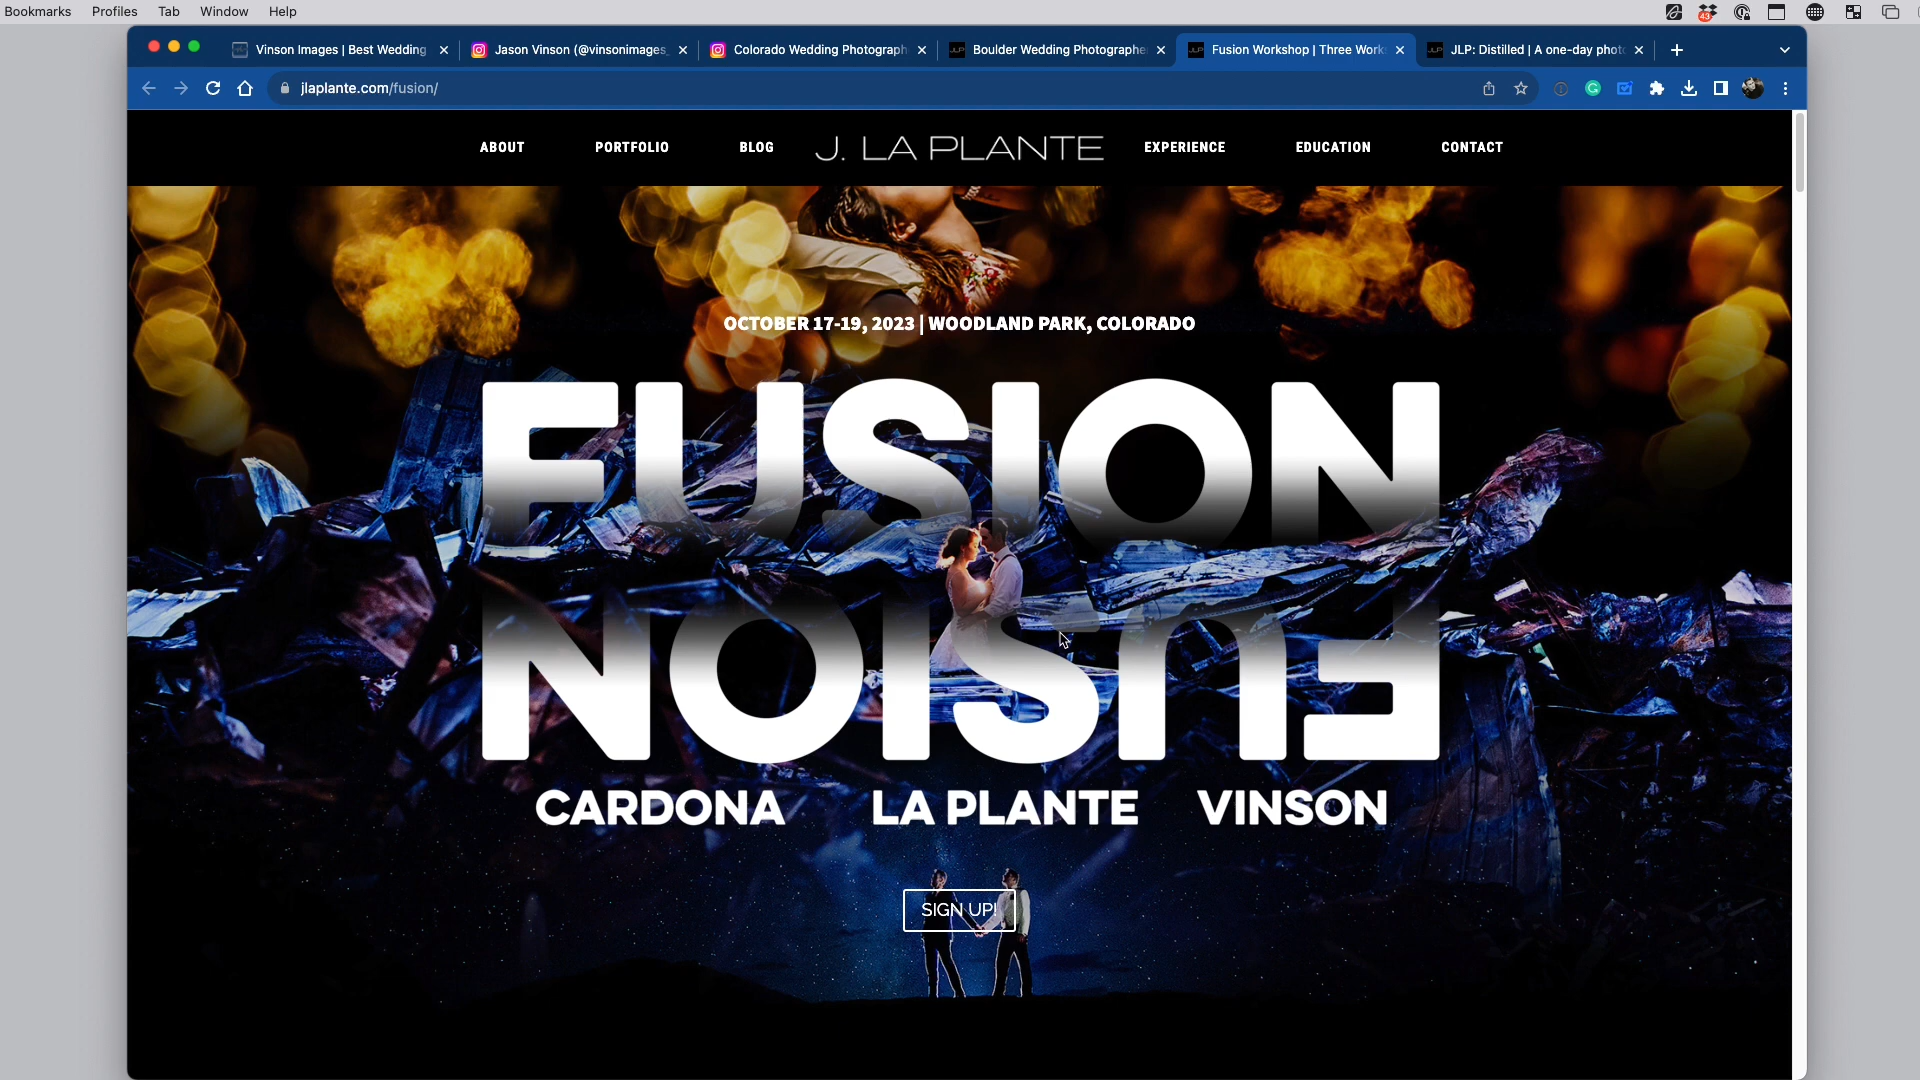 Bookmarks Profiles Tab Window Help
43
Vinson Images | Best Wedding
Jason Vinson (@vinsonimages_
Colorado Wedding Photograph
Boulder Wedding Photographe
Fusion Workshop | Three Work
JLP: Distilled | A one-day phot
jlaplante.com/fusion/
ABOUT PORTFOLIO BLOG J. LA PLANTE EXPERIENCE EDUCATION CONTACT
OCTOBER 17-19, 2023 | WOODLAND PARK, COLORADO
FUSION
FUSION
CARDONA LA PLANTE VINSON
SIGN UP!